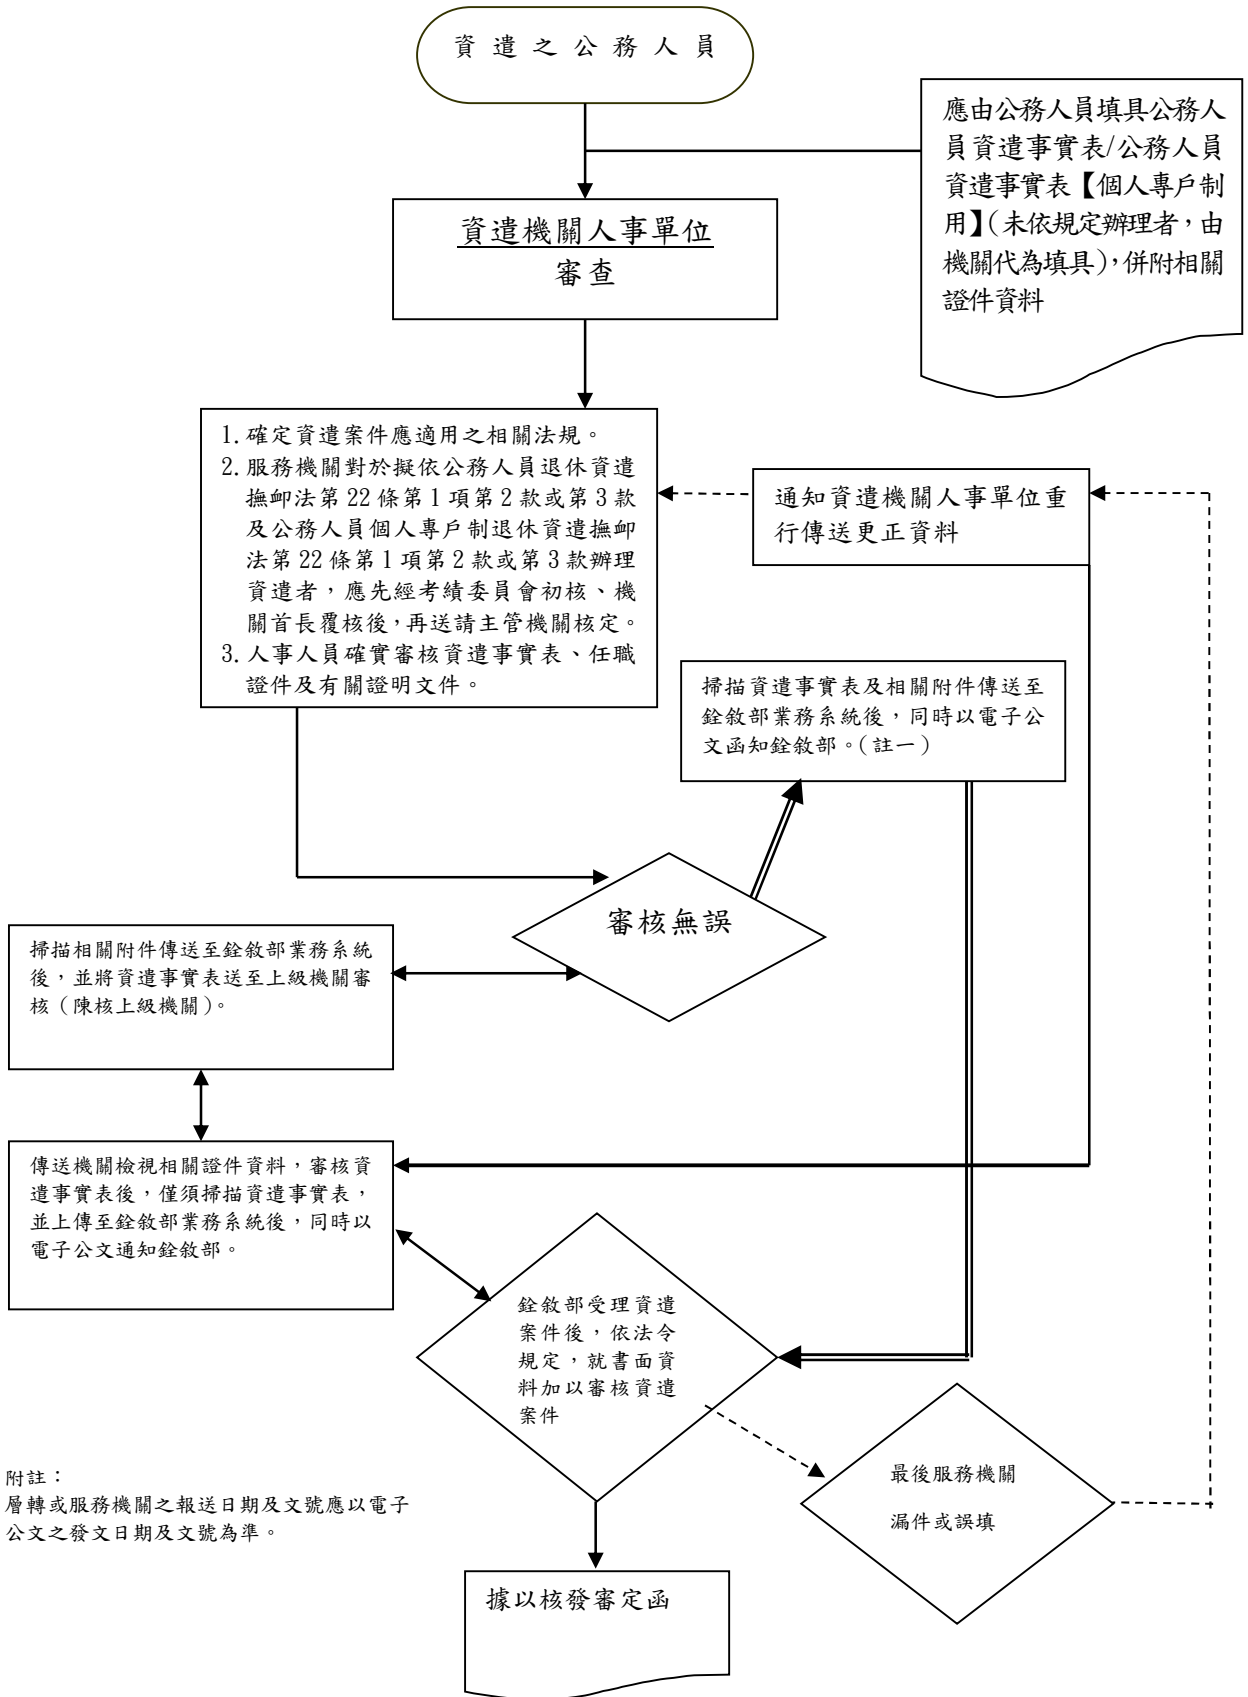 資遣之公務人員
應由公務人員填具公務人
員資遣事實表/公務人員
資遣事實表【個人專戶制
用】(未依規定辦理者，由
機關代為填具)，併附相關
證件資料
資遣機關人事單位
審查
1. 確定資遣案件應適用之相關法規。
2. 服務機關對於擬依公務人員退休資遣
撫卹法第 22 條第 1 項第 2 款或第 3 款
及公務人員個人專戶制退休資遣撫卹
法第 22 條第 1 項第 2 款或第 3 款辦理
資遣者，應先經考績委員會初核、機
關首長覆核後，再送請主管機關核定。
3. 人事人員確實審核資遣事實表、任職
證件及有關證明文件。
通知資遣機關人事單位重
行傳送更正資料
掃描資遣事實表及相關附件傳送至
銓敘部業務系統後，同時以電子公
文函知銓敘部。(註一)
審核無誤
掃描相關附件傳送至銓敘部業務系統
後，並將資遣事實表送至上級機關審
核（陳核上級機關）。
傳送機關檢視相關證件資料，審核資
遣事實表後，僅須掃描資遣事實表，
並上傳至銓敘部業務系統後，同時以
電子公文通知銓敘部。
銓敘部受理資遣
案件後，依法令
規定，就書面資
料加以審核資遣
案件
最後服務機關
漏件或誤填
附註：
層轉或服務機關之報送日期及文號應以電子
公文之發文日期及文號為準。
據以核發審定函